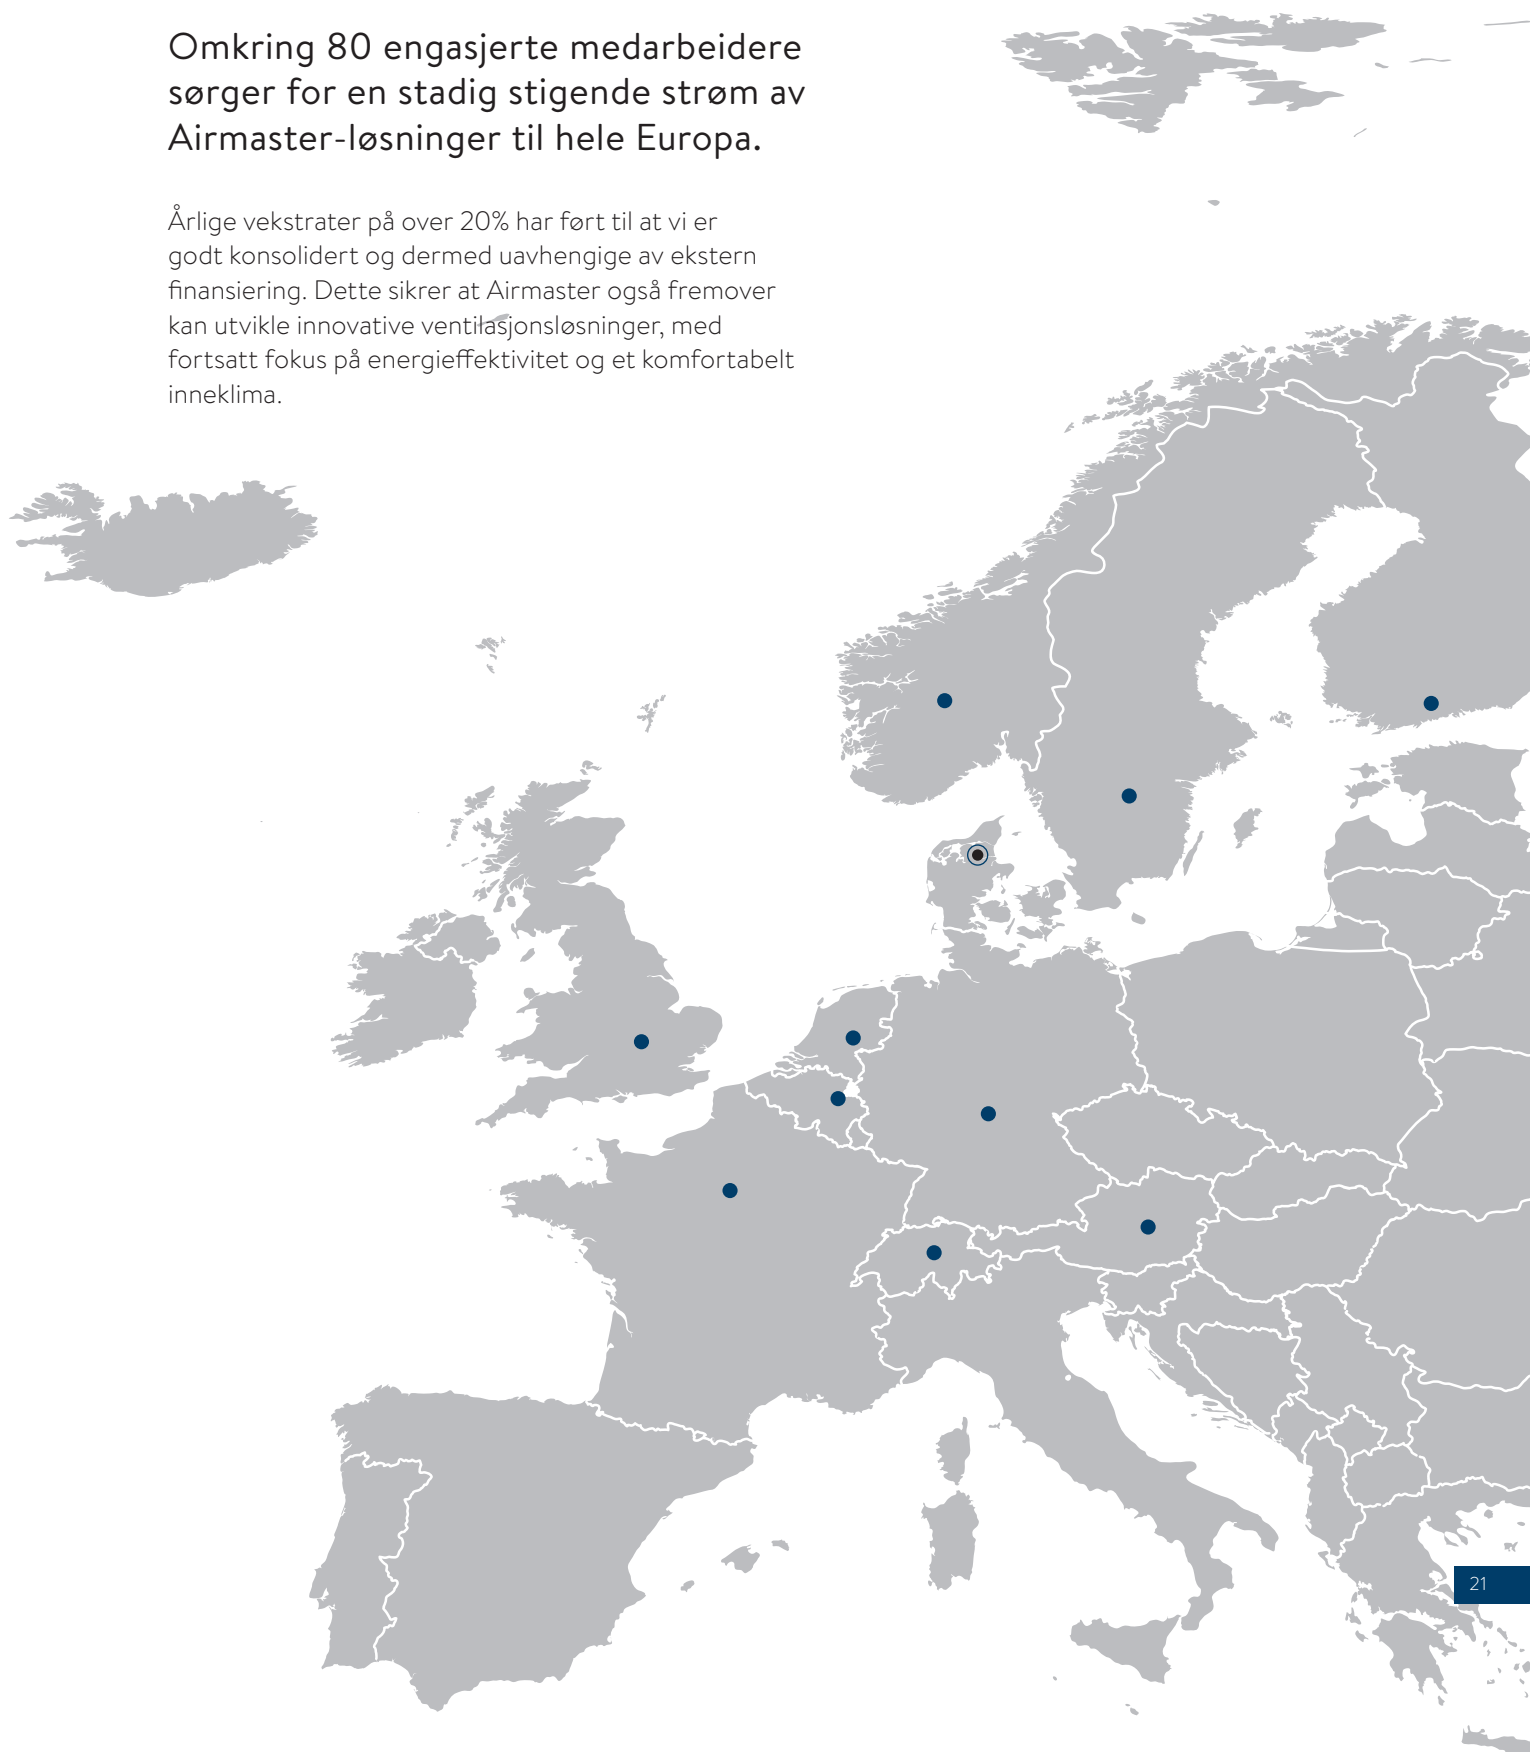 Omkring 80 engasjerte medarbeidere
sørger for en stadig stigende strøm av
Airmaster-løsninger til hele Europa.
Årlige vekstrater på over 20% har ført til at vi er
godt konsolidert og dermed uavhengige av ekstern
finansiering. Dette sikrer at Airmaster også fremover
kan utvikle innovative ventilasjonsløsninger, med
fortsatt fokus på energieffektivitet og et komfortabelt
inneklima.
21